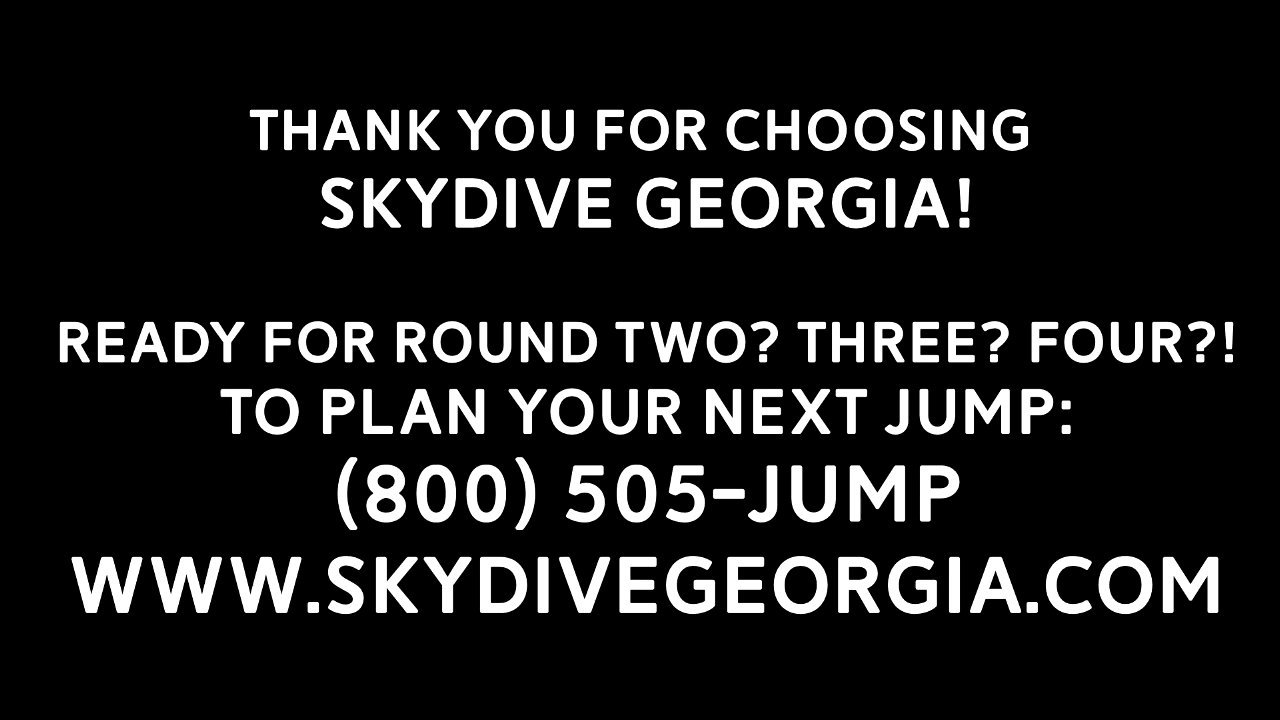 THANK YOU FOR CHOOSING
SKYDIVE GEORGIA!
READY FOR ROUND TWO? THREE? FOUR?!
TO PLAN YOUR NEXT JUMP:
(800) 505-JUMP
WWW.SKYDIVEGEORGIA.COM